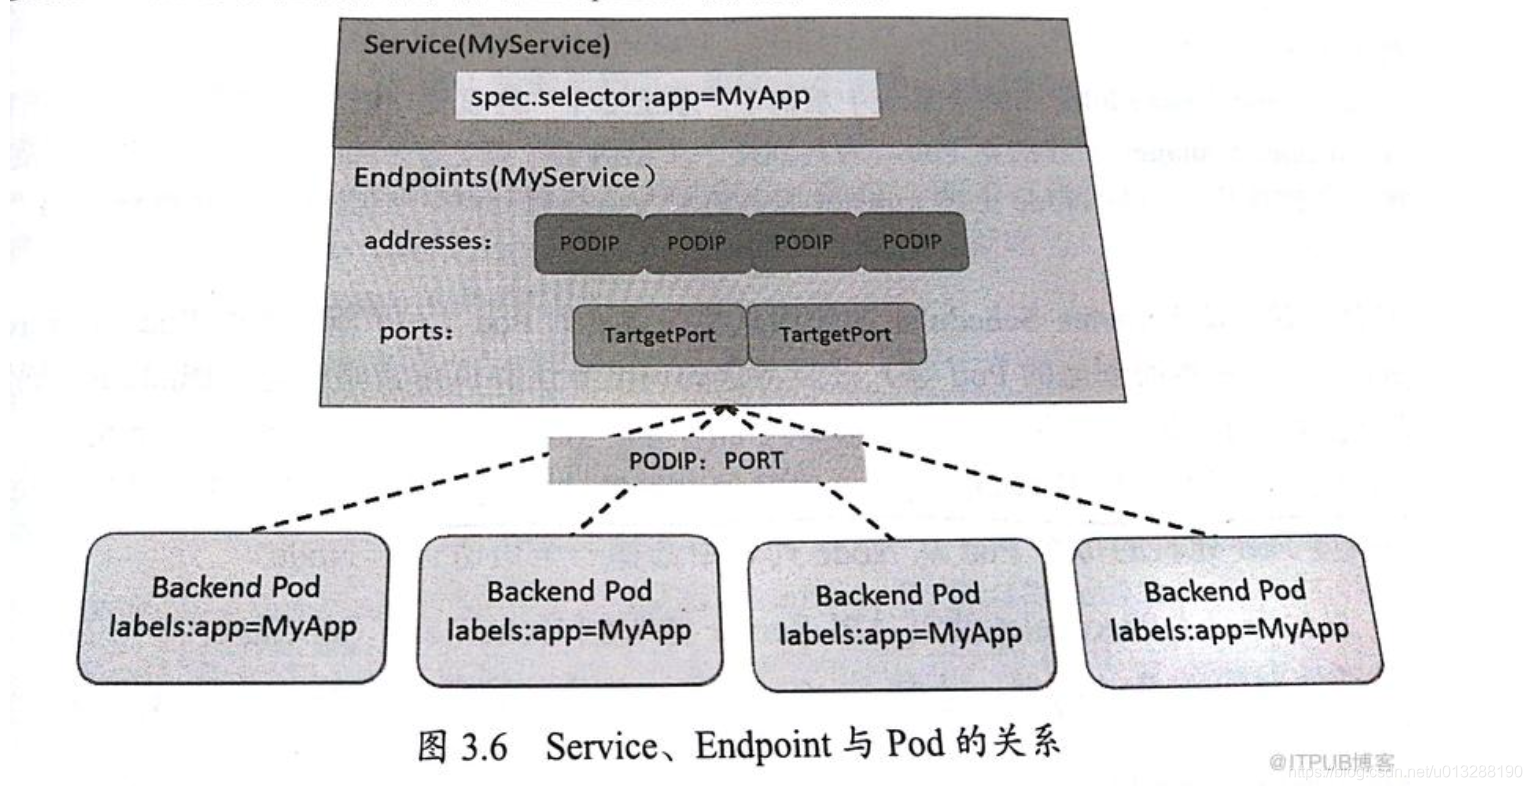 Service(MyService)
spec.selector:app=MyApp
Endpoints(MyService）
addresses:
PODIP PODIP PODIP PODIP
ports:
TartgetPort TartgetPort
PODIP： PORT
Backend Pod
labels:app=MyApp
Backend Pod
labels:app=MyApp
Backend Pod
labels:app=MyApp
Backend Pod
labels:app=MyApp
图 3.6 Service、Endpoint 与 Pod 的关系
@ITPUB博客
https://blog.csdn.net/u013288190